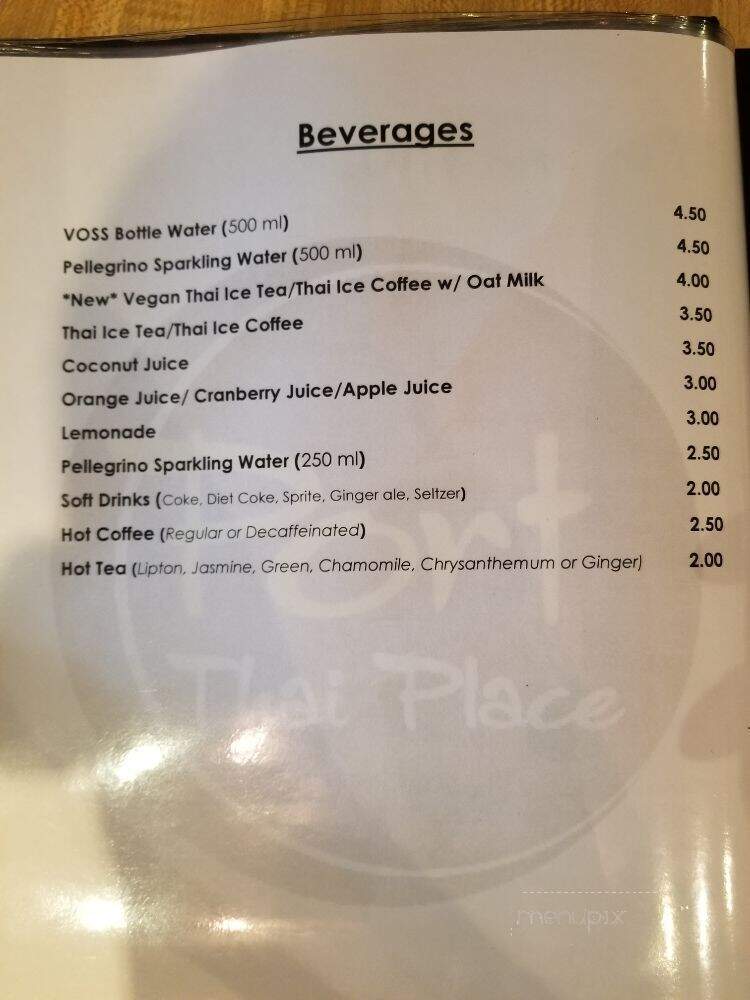 Beverages
VOSS Bottle Water (500 ml) 4.50
Pellegrino Sparkling Water (500 ml) 4.50
*New* Vegan Thai Ice Tea/Thai Ice Coffee w/ Oat Milk 4.00
Thai Ice Tea/Thai Ice Coffee 3.50
Coconut Juice 3.50
Orange Juice/ Cranberry Juice/Apple Juice 3.00
Lemonade 3.00
Pellegrino Sparkling Water (250 ml) 2.50
Soft Drinks (Coke, Diet Coke, Sprite, Ginger ale, Seltzer) 2.00
Hot Coffee (Regular or Decaffeinated) 2.50
Hot Tea (Lipton, Jasmine, Green, Chamomile, Chrysanthemum or Ginger) 2.00
Port
Thai Place
menupix